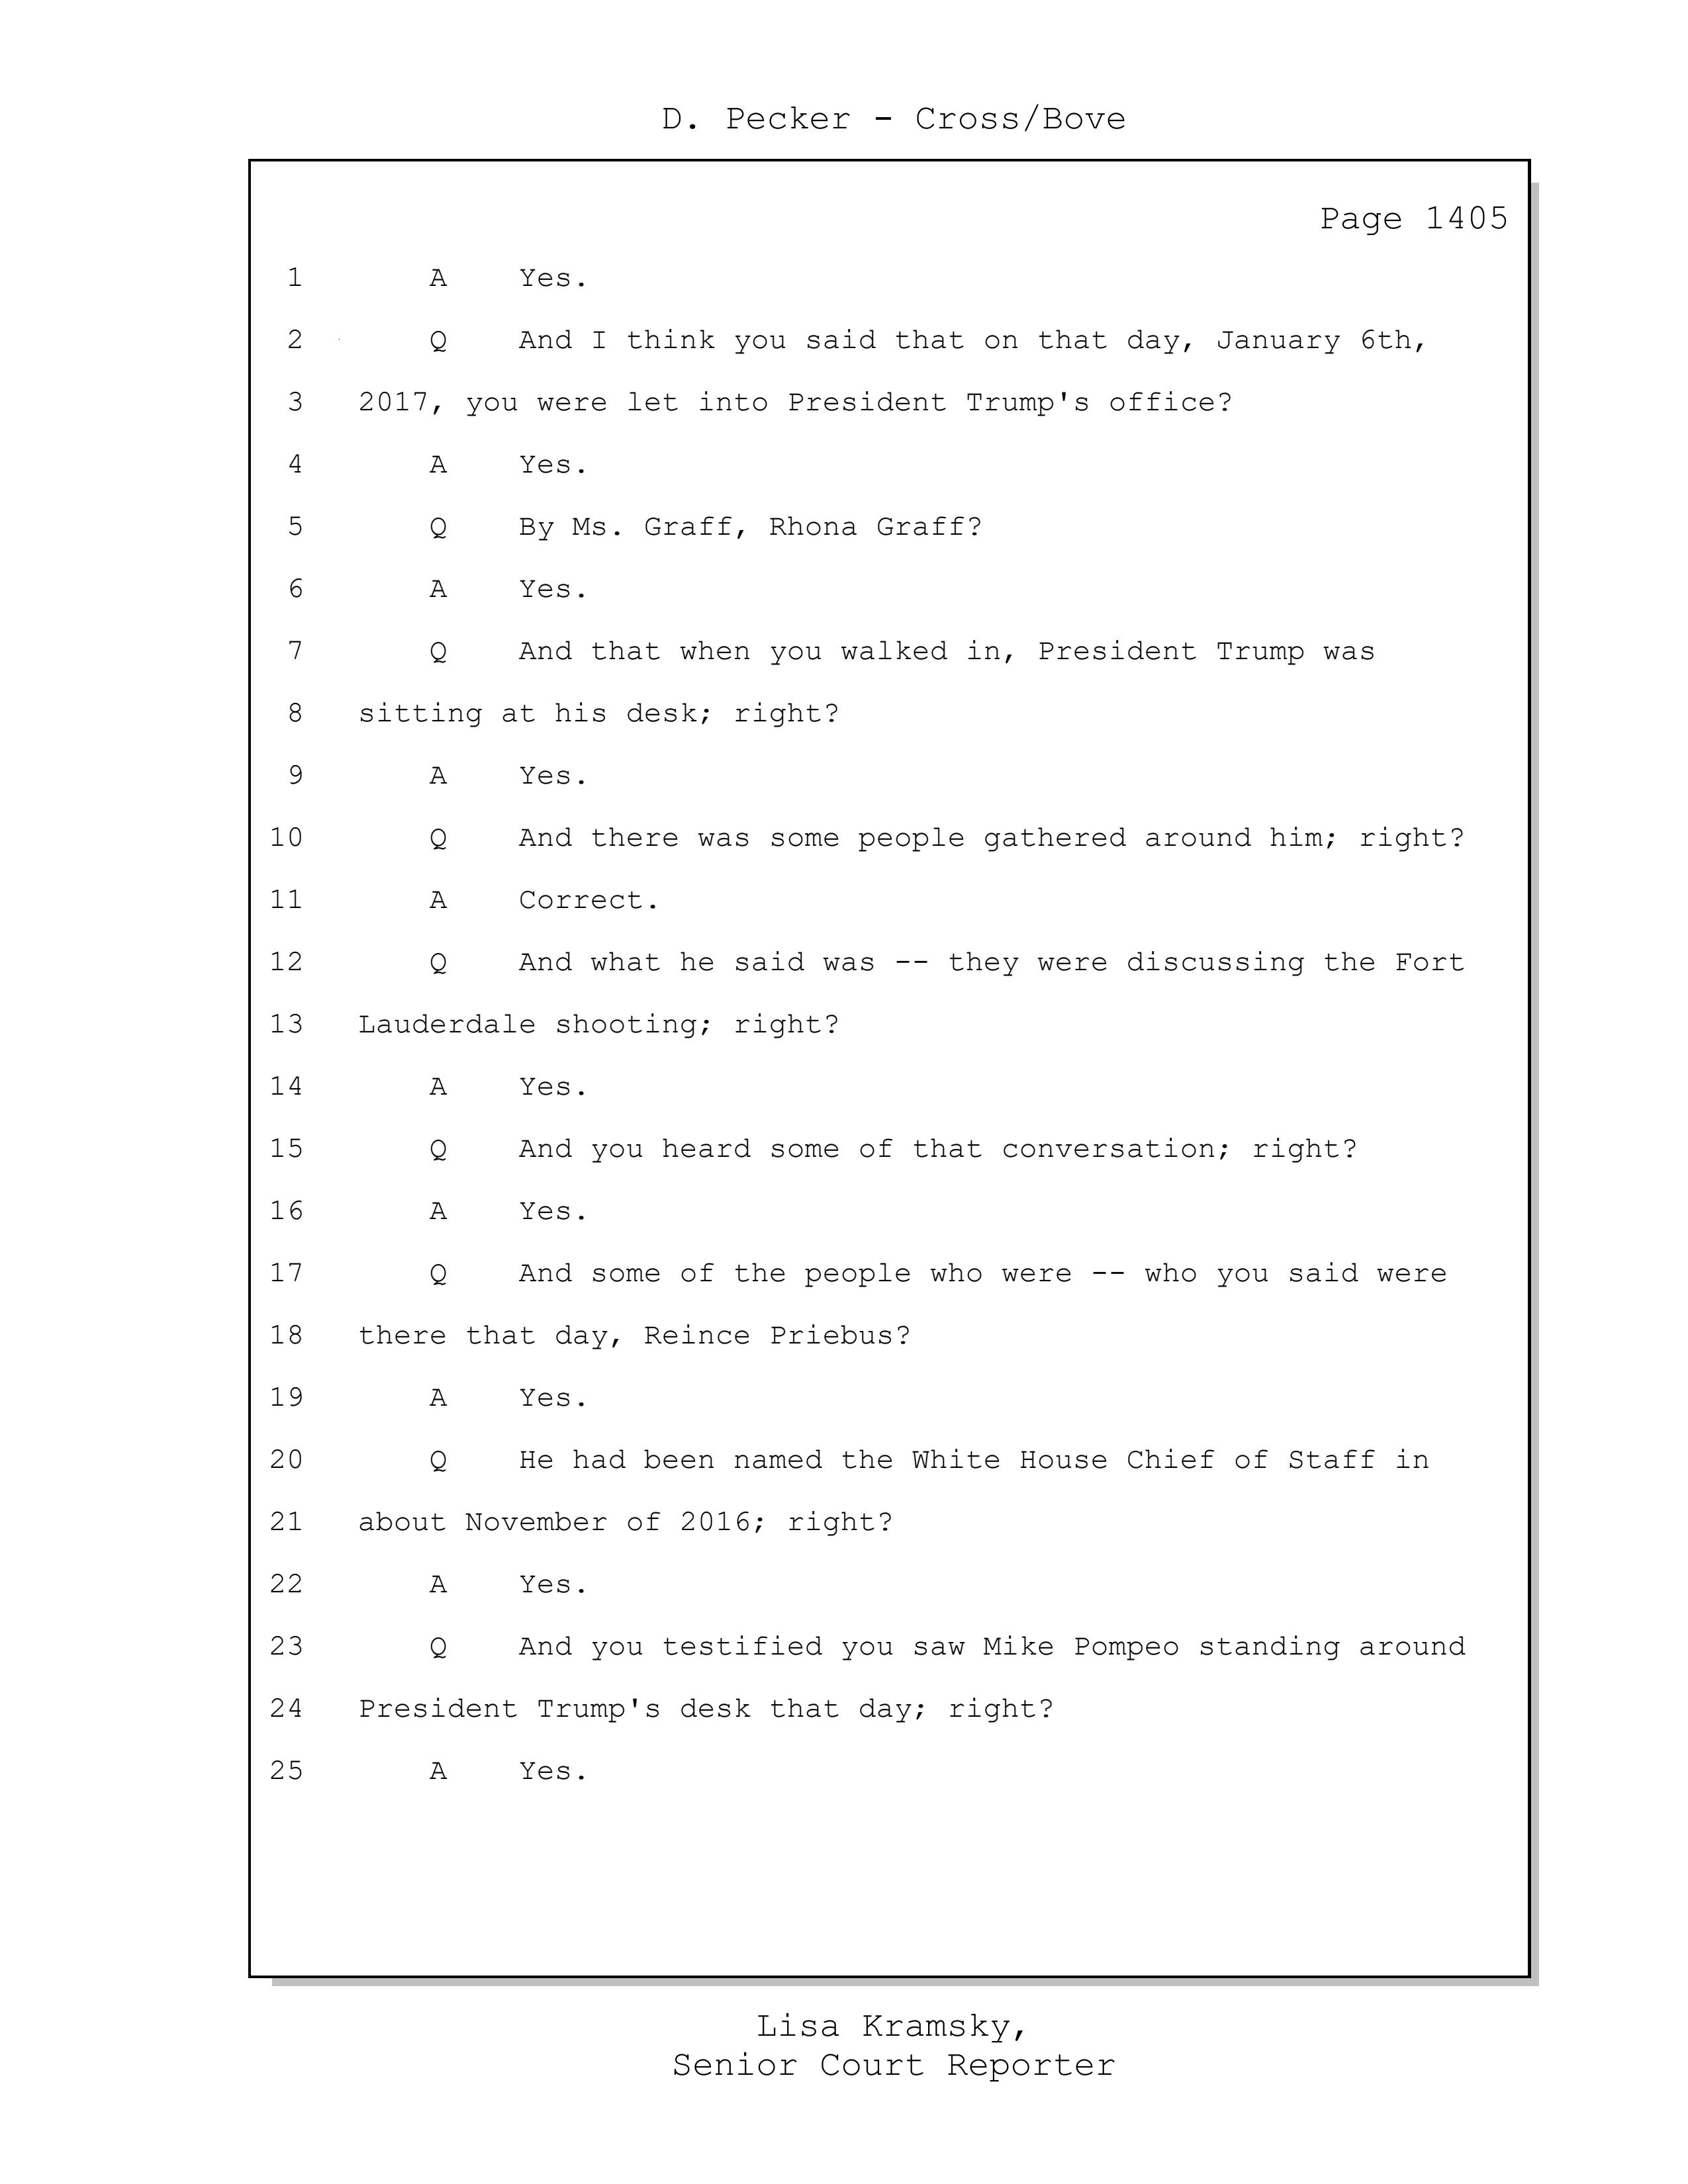 D. Pecker - Cross/Bove
Page 1405
1 A Yes.
2 Q And I think you said that on that day, January 6th,
3 2017, you were let into President Trump's office?
4 A Yes.
5 Q By Ms. Graff, Rhona Graff?
6 A Yes.
7 Q And that when you walked in, President Trump was
8 sitting at his desk; right?
9 A Yes.
10 Q And there was some people gathered around him; right?
11 A Correct.
12 Q And what he said was -- they were discussing the Fort
13 Lauderdale shooting; right?
14 A Yes.
15 Q And you heard some of that conversation; right?
16 A Yes.
17 Q And some of the people who were -- who you said were
18 there that day, Reince Priebus?
19 A Yes.
20 Q He had been named the White House Chief of Staff in
21 about November of 2016; right?
22 A Yes.
23 Q And you testified you saw Mike Pompeo standing around
24 President Trump's desk that day; right?
25 A Yes.
Lisa Kramsky,
Senior Court Reporter